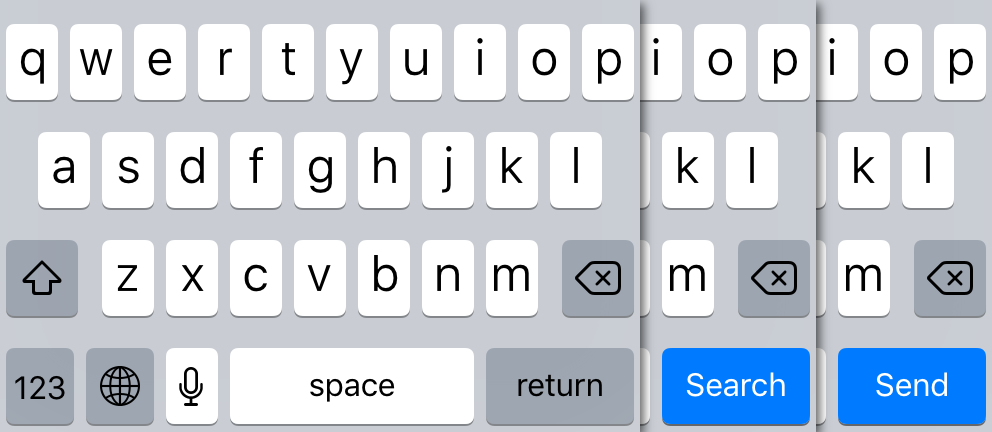 q w e r t y u i o p i o p i o p
a s d f g h j k l k l k l
z x c v b n m m m
123 space return Search Send